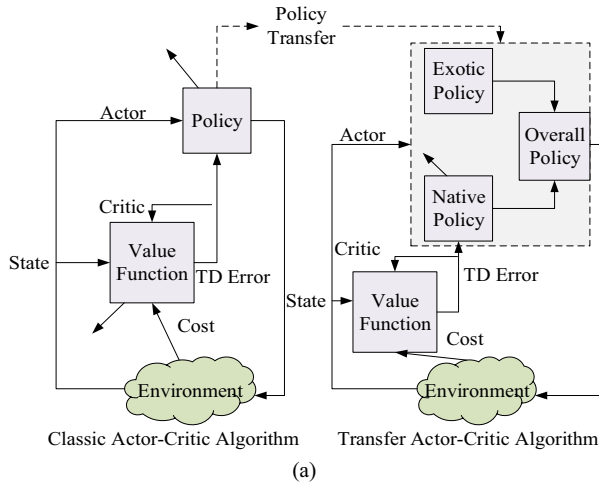 Policy
Transfer
Exotic
Policy
Actor
Policy
Overall
Policy
Actor
Native
Policy
Critic
Value
Function
State
TD Error
Critic
TD Error
State
Value
Function
Cost
Cost
Environment
Environment
Classic Actor-Critic Algorithm
Transfer Actor-Critic Algorithm
(a)